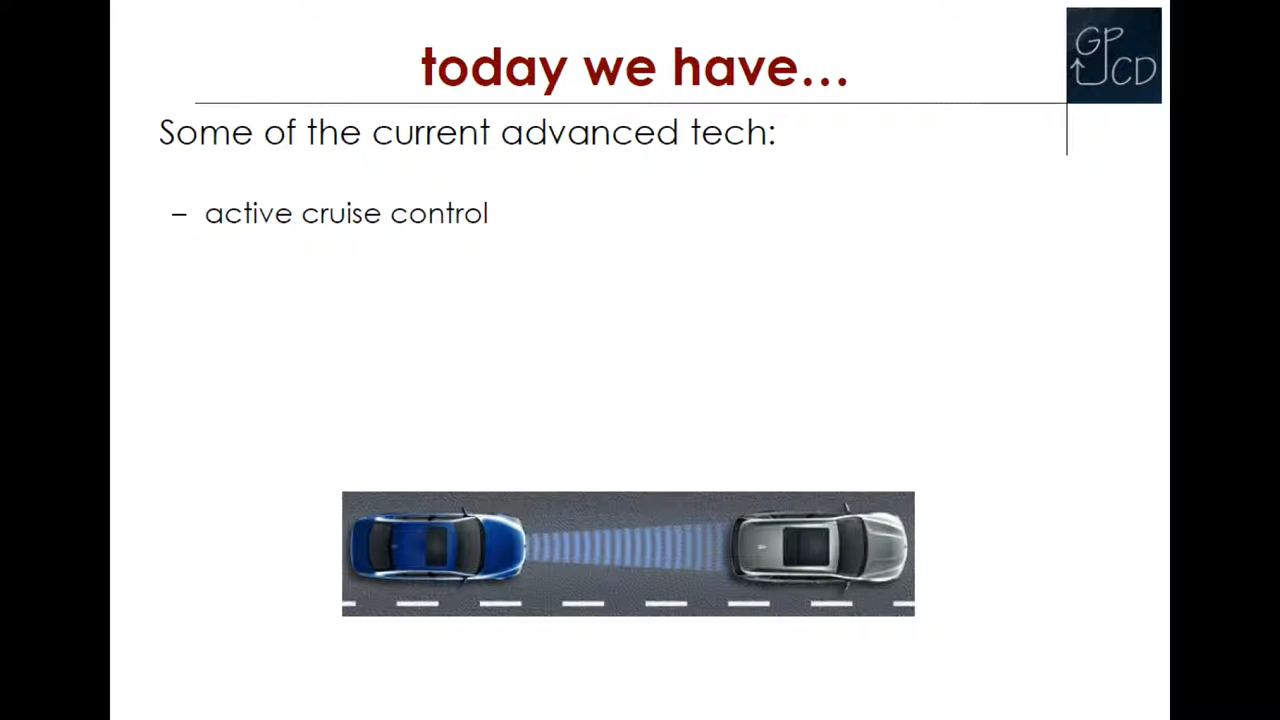 today we have…
GP
CD
Some of the current advanced tech:
– active cruise control